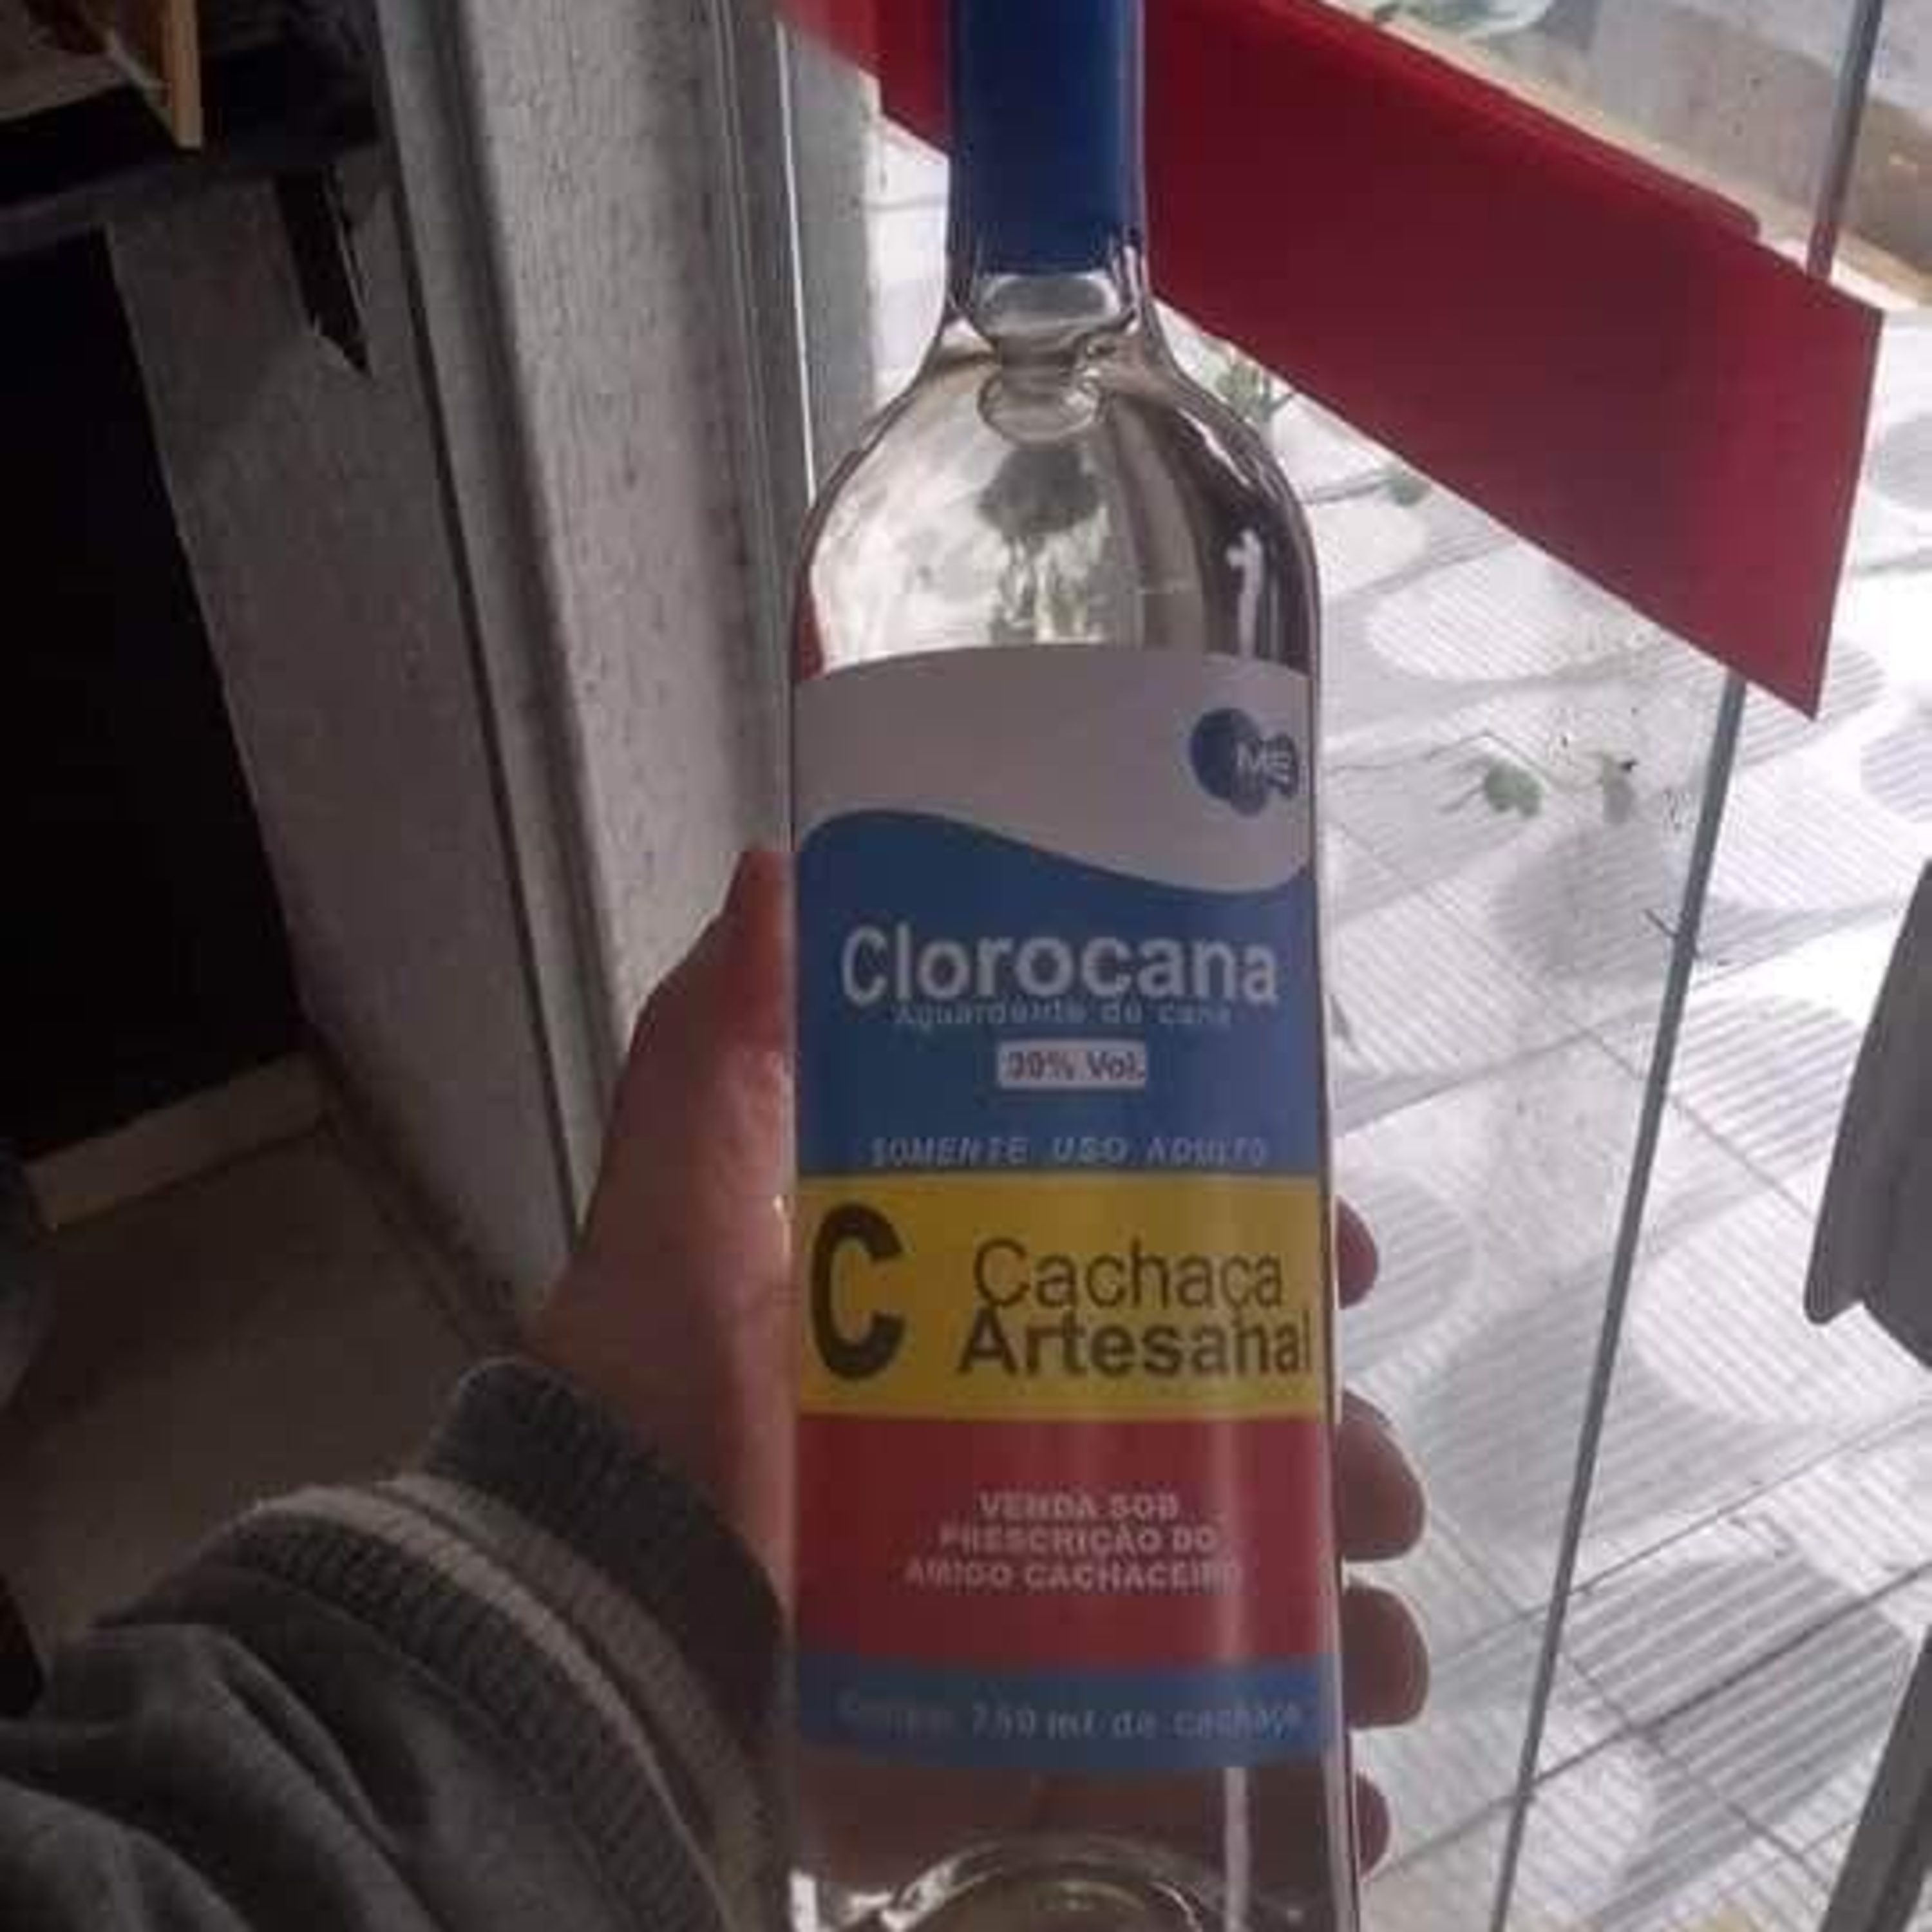 ME
Clorocana
Aguardente de cana
39% Vol.
SOMENTE USO ADULTO
C Cachaça
Artesanal
VENDA SOB
PRESCRIÇÃO DO
AMIGO CACHACEIRO
750 ml de cachaça